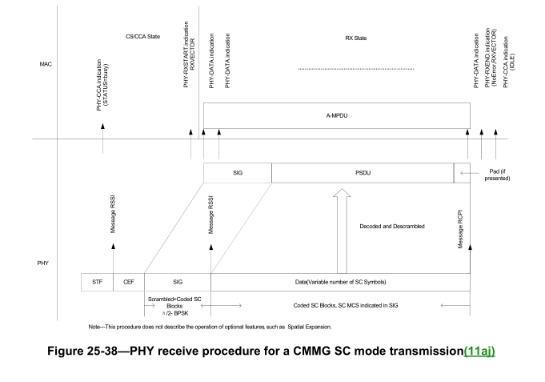 CS/CCA State
RX State
MAC
PHY-CCA.indication
(STATUS=busy)
PHY-RXSTART.indication
RXVECTOR
PHY-DATA.indication
PHY-DATA.indication
PHY-DATA.indication
PHY-RXEND.indication
(NoError,RXVECTOR)
PHY-CCA.indication
(IDLE)
A-MPDU
SIG
PSDU
Pad (if
presented)
Message RSSI
Message RSSI
Decoded and Descrambled
Message RCPI
PHY
STF
CEF
SIG
Data(Variable number of SC Symbols)
Scrambled+Coded SC
Blocks
π/2- BPSK
Coded SC Blocks, SC MCS indicated in SIG
Note—This procedure does not describe the operation of optional features, such as Spatial Expansion.
Figure 25-38—PHY receive procedure for a CMMG SC mode transmission(11aj)